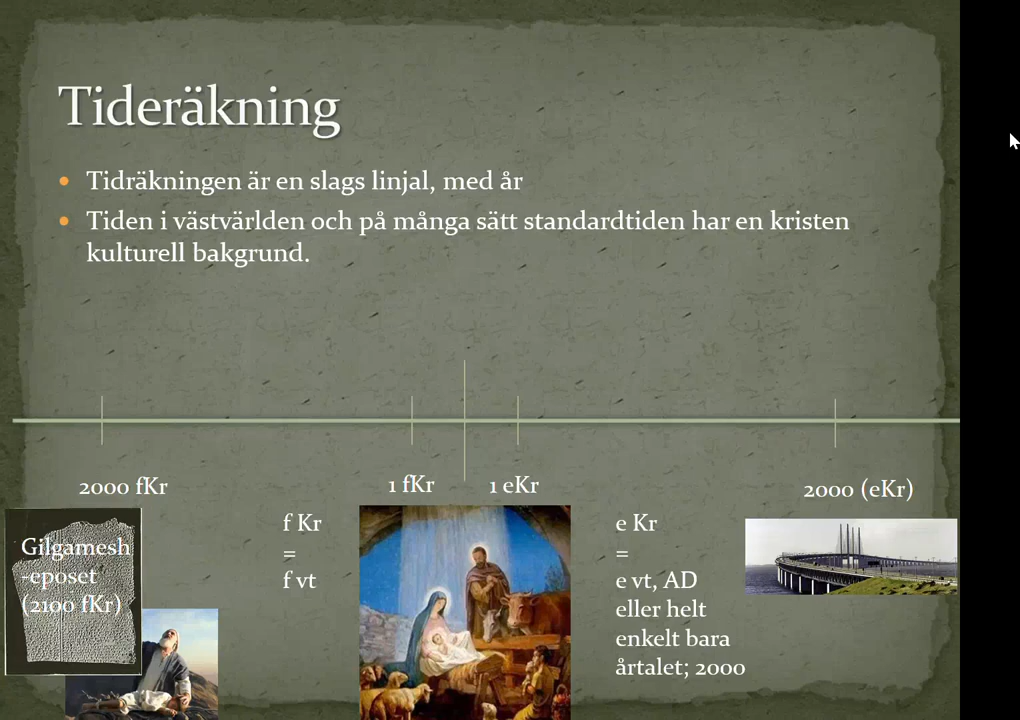 Tideräkning
Tidräkningen är en slags linjal, med år
Tiden i västvärlden och på många sätt standardtiden har en kristen
kulturell bakgrund.
2000 fKr
1 fKr
1 eKr
2000 (eKr)
Gilgamesh
-eposet
(2100 fKr)
f Kr
=
f vt
e Kr
=
e vt, AD
eller helt
enkelt bara
årtalet; 2000